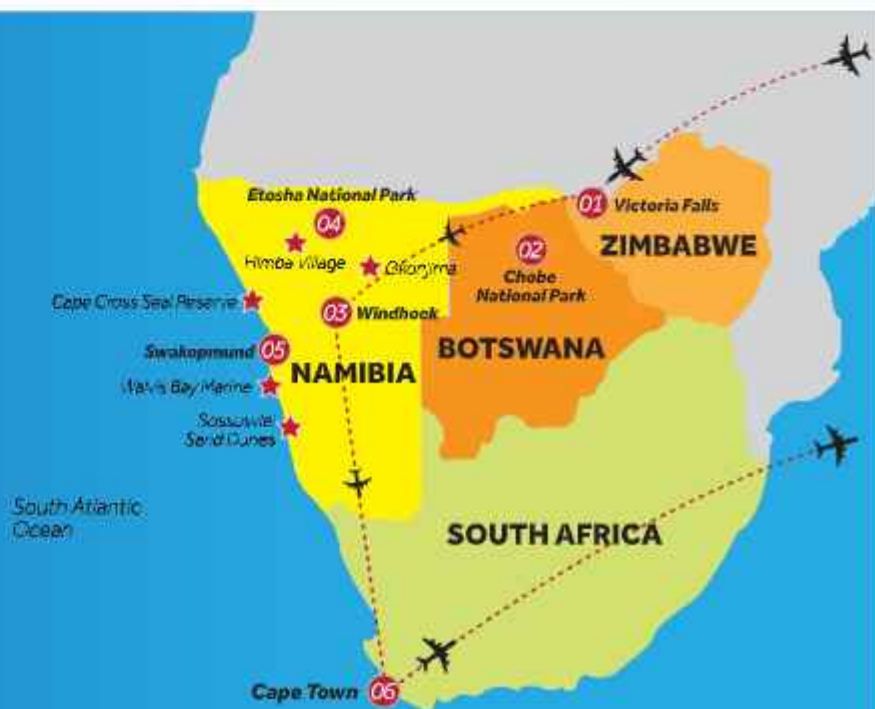 Etosha National Park
04
01
Victoria Falls
Himba Village
Okonjima
02
ZIMBABWE
Chobe
National Park
Cape Cross Seal Reserve
03
Windhoek
Swakopmund
05
BOTSWANA
NAMIBIA
Walvis Bay Marine
Sossusvlei
Sand Dunes
South Atlantic
Ocean
SOUTH AFRICA
Cape Town
06